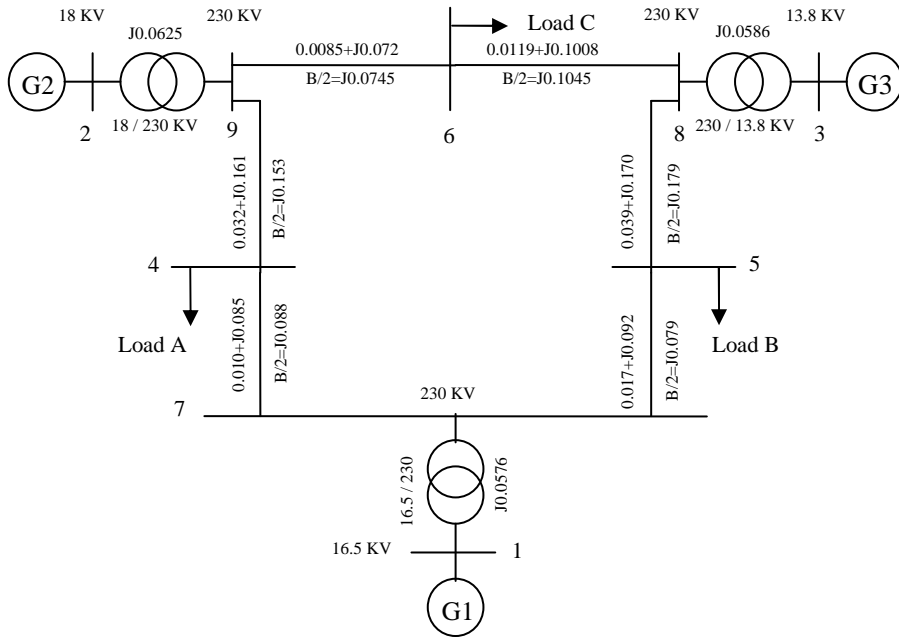 18 KV
230 KV
Load C
230 KV
13.8 KV
J0.0625
0.0085+J0.072
0.0119+J0.1008
J0.0586
G2
B/2=J0.0745
B/2=J0.1045
G3
2
18 / 230 KV
9
6
8
230 / 13.8 KV
3
0.032+J0.161
B/2=J0.153
0.039+J0.170
B/2=J0.179
4
5
Load A
0.010+J0.085
B/2=J0.088
0.017+J0.092
B/2=J0.079
Load B
7
230 KV
16.5 / 230
J0.0576
16.5 KV
1
G1